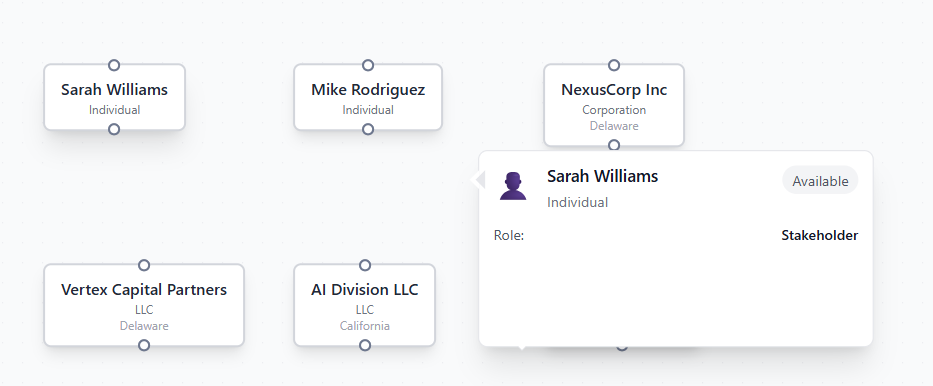 Sarah Williams
Individual
Mike Rodriguez
Individual
NexusCorp Inc
Corporation
Delaware
Sarah Williams
Individual
Available
Role:
Stakeholder
Vertex Capital Partners
LLC
Delaware
AI Division LLC
LLC
California